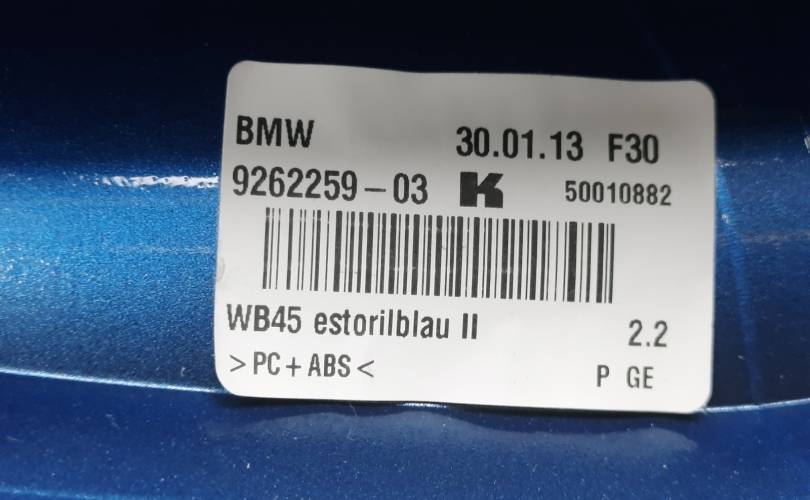 BMW 30.01.13 F30
9262259-03 K 50010882
WB45 estorilblau II 2.2
>PC+ABS< P GE